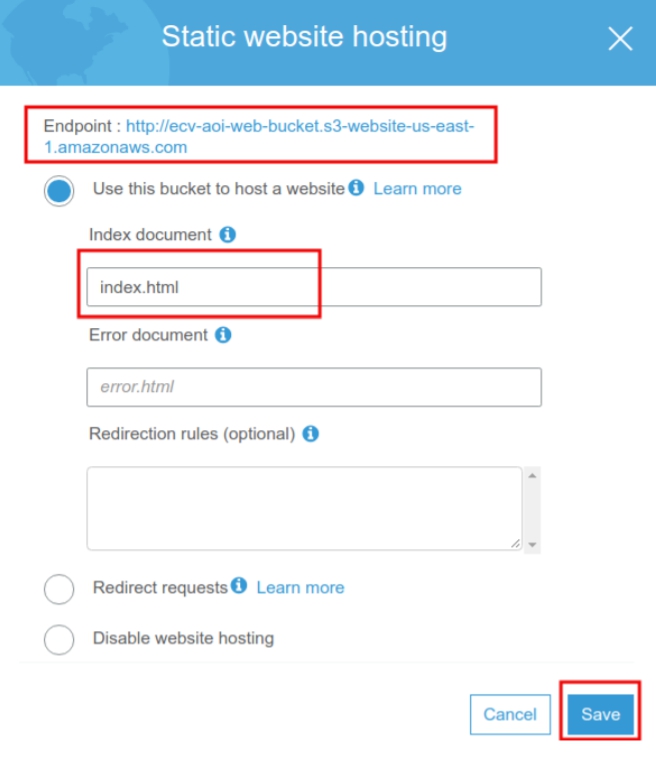 Static website hosting
Endpoint : http://ecv-aoi-web-bucket.s3-website-us-east-
1.amazonaws.com
Use this bucket to host a website Learn more
Index document
index.html
Error document
error.html
Redirection rules (optional)
Redirect requests Learn more
Disable website hosting
Cancel Save